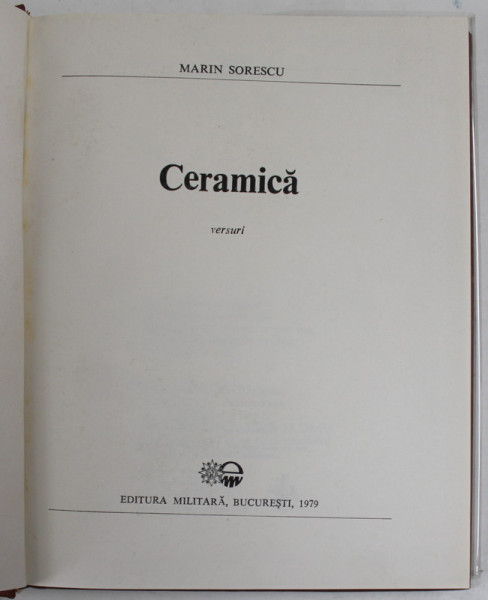 MARIN SORESCU
Ceramică
versuri
EDITURA MILITARĂ, BUCUREȘTI, 1979